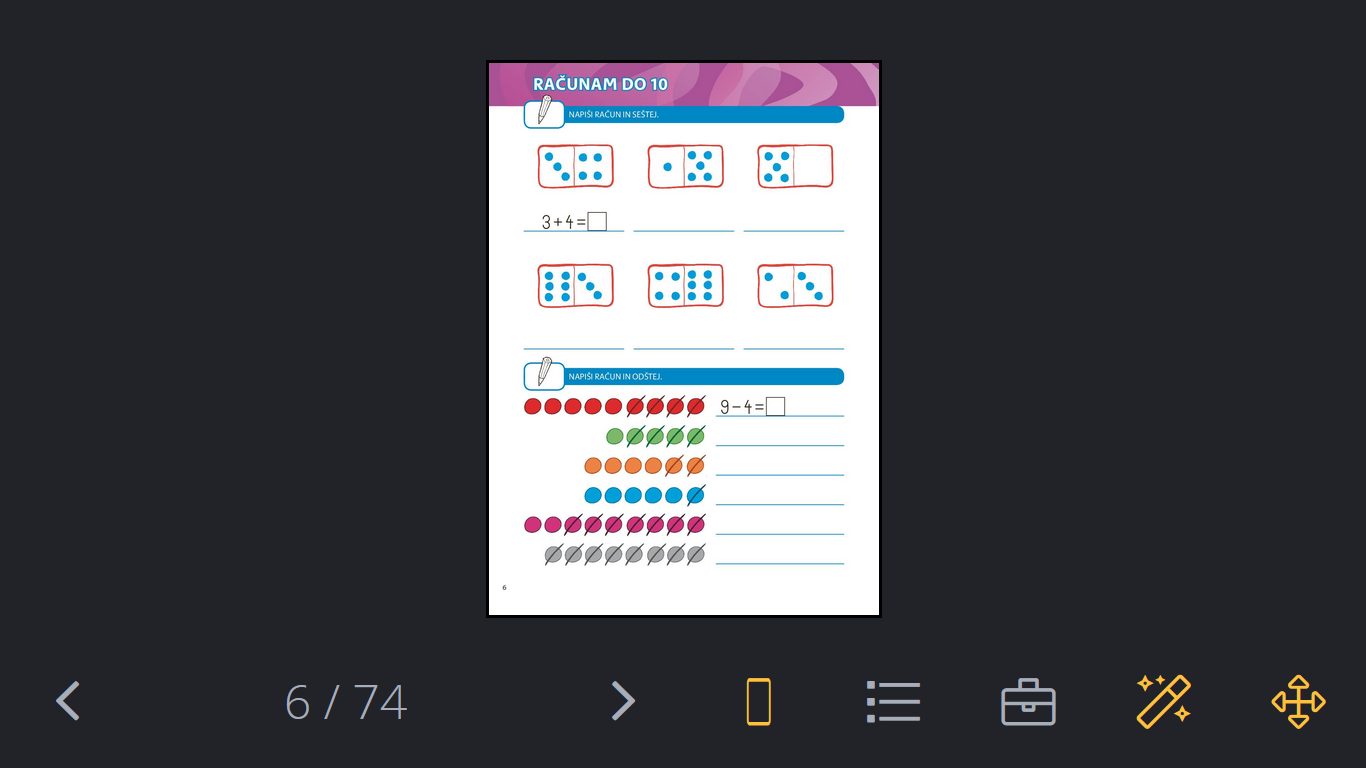 RAČUNAM DO 10
NAPIŠI RAČUN IN SEŠTEJ.
3+4=
NAPIŠI RAČUN IN ODŠTEJ.
9-4=
6
6 / 74